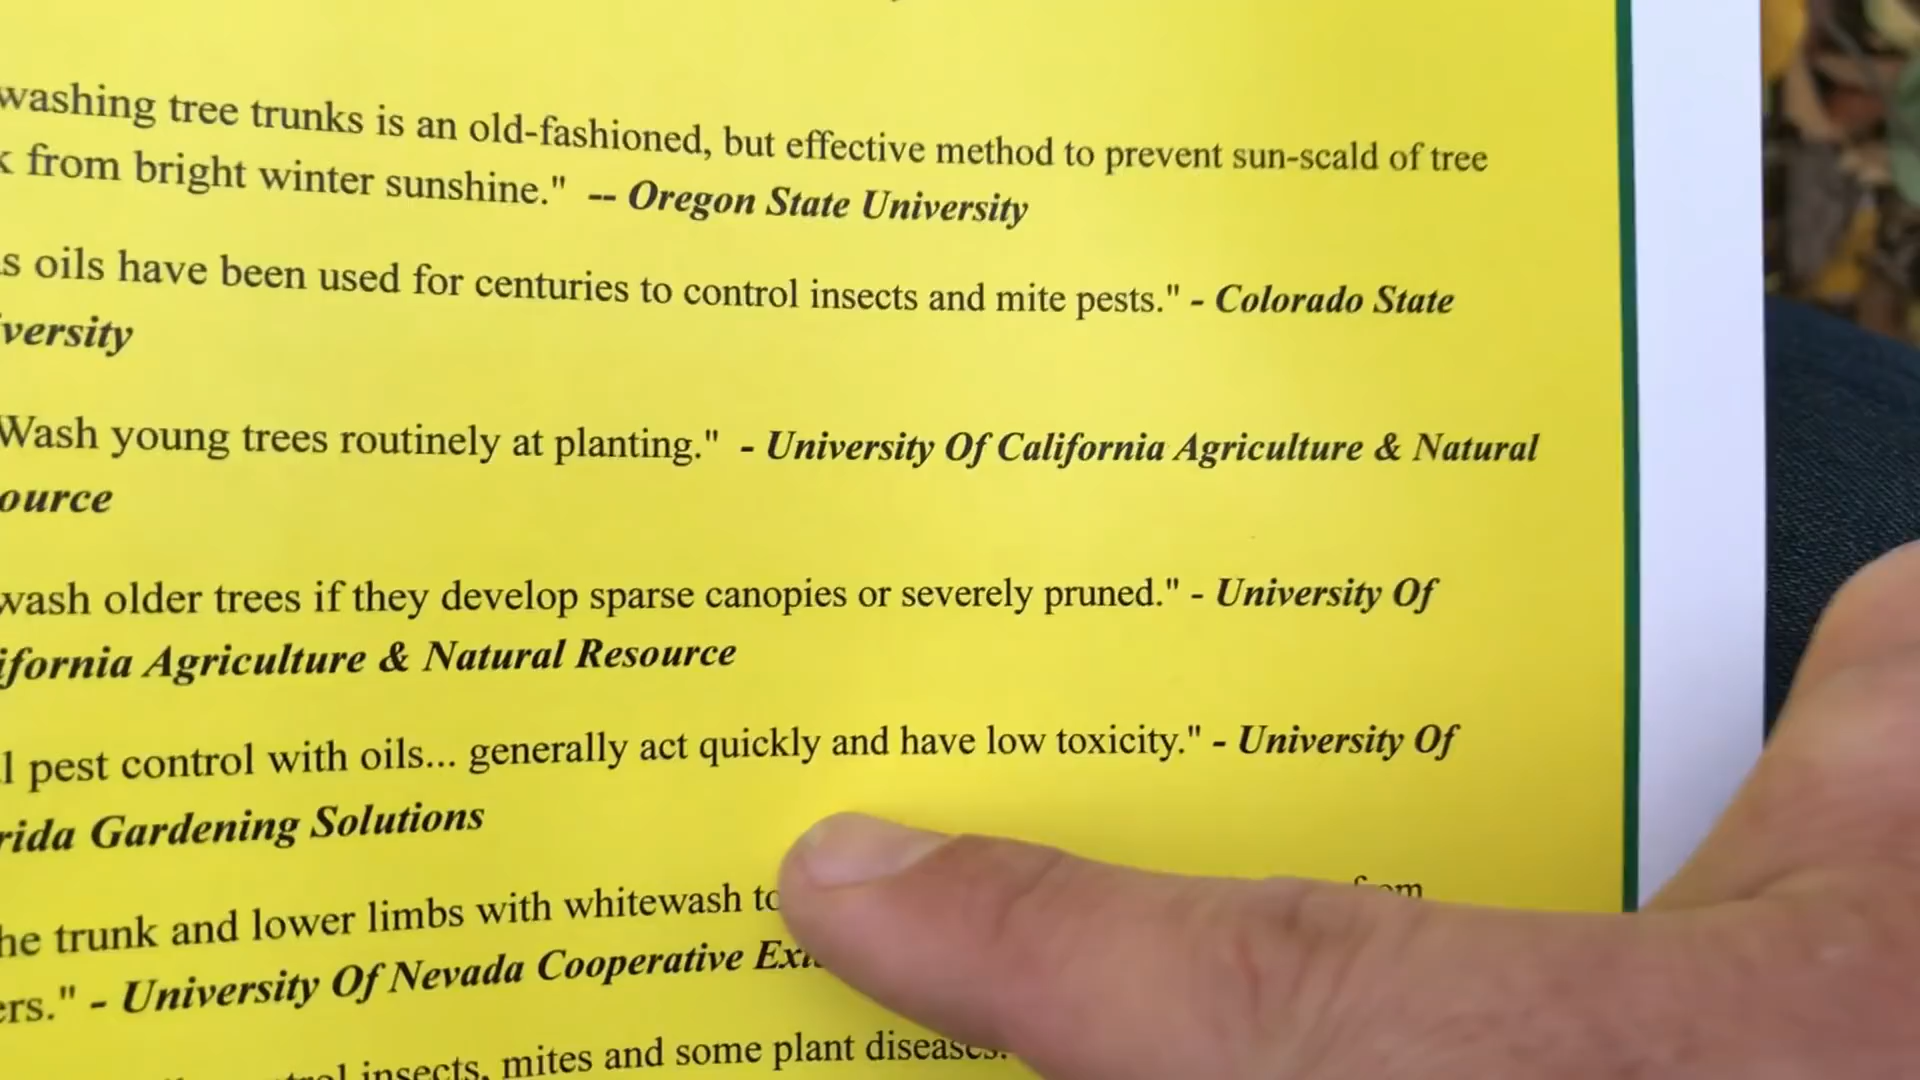 washing tree trunks is an old-fashioned, but effective method to prevent sun-scald of tree
from bright winter sunshine." -- Oregon State University
s oils have been used for centuries to control insects and mite pests." - Colorado State
versity
Wash young trees routinely at planting." - University Of California Agriculture & Natural
ource
wash older trees if they develop sparse canopies or severely pruned." - University Of
ifornia Agriculture & Natural Resource
l pest control with oils... generally act quickly and have low toxicity." - University Of
rida Gardening Solutions
he trunk and lower limbs with whitewash to
ers." - University Of Nevada Cooperative
insects, mites and some plant diseases.